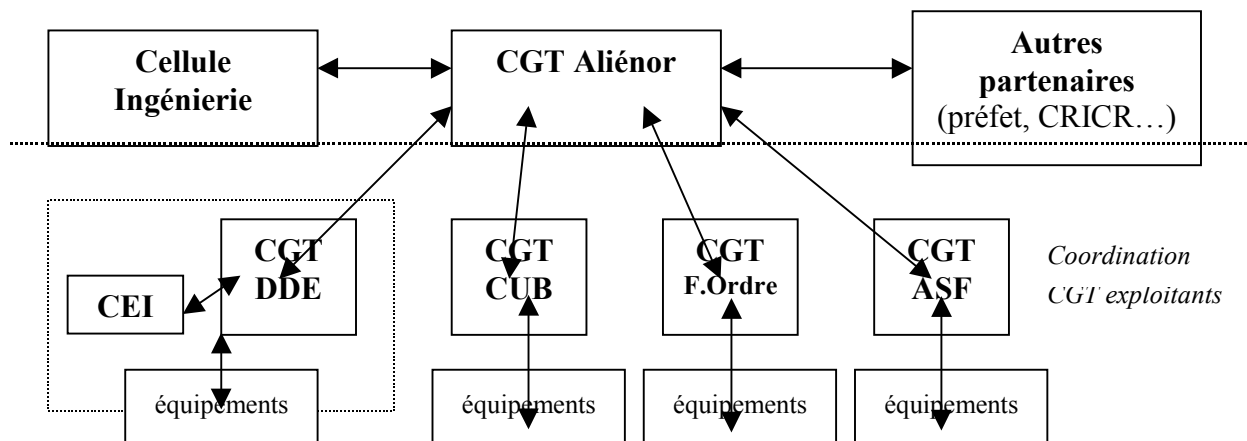 Cellule
Ingénierie
CGT Aliénor
Autres
partenaires
(préfet, CRICR…)
CGT
DDE
CEI
CGT
CUB
CGT
F.Ordre
CGT
ASF
Coordination
CGT exploitants
équipements
équipements
équipements
équipements